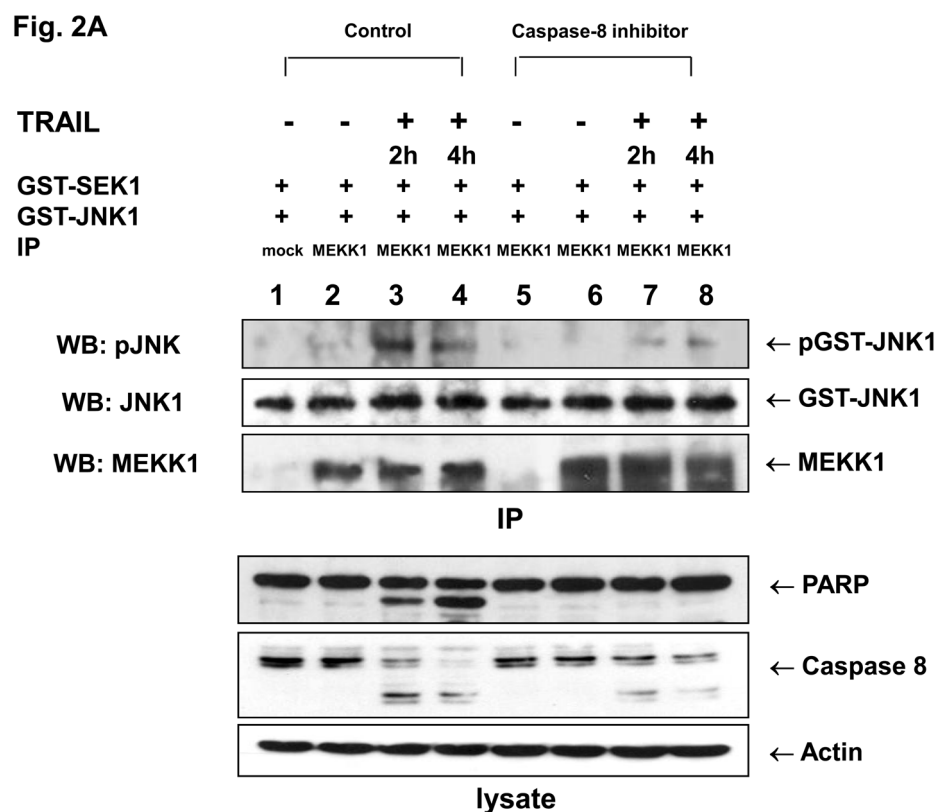 Fig. 2A
Control Caspase-8 inhibitor
TRAIL - - + + - - + +
2h 4h 2h 4h
GST-SEK1 + + + + + + + +
GST-JNK1 + + + + + + + +
IP mock MEKK1 MEKK1 MEKK1 MEKK1 MEKK1 MEKK1 MEKK1
1 2 3 4 5 6 7 8
WB: pJNK ← pGST-JNK1
WB: JNK1 ← GST-JNK1
WB: MEKK1 ← MEKK1
IP
← PARP
← Caspase 8
← Actin
lysate